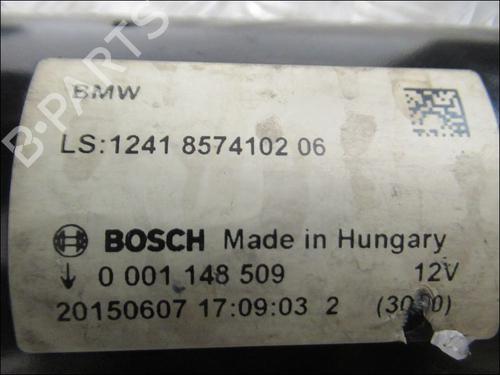 BMW
LS:1241 8574102 06
BOSCH Made in Hungary
↓ 0 001 148 509 12V
20150607 17:09:03 2
B-PARTS